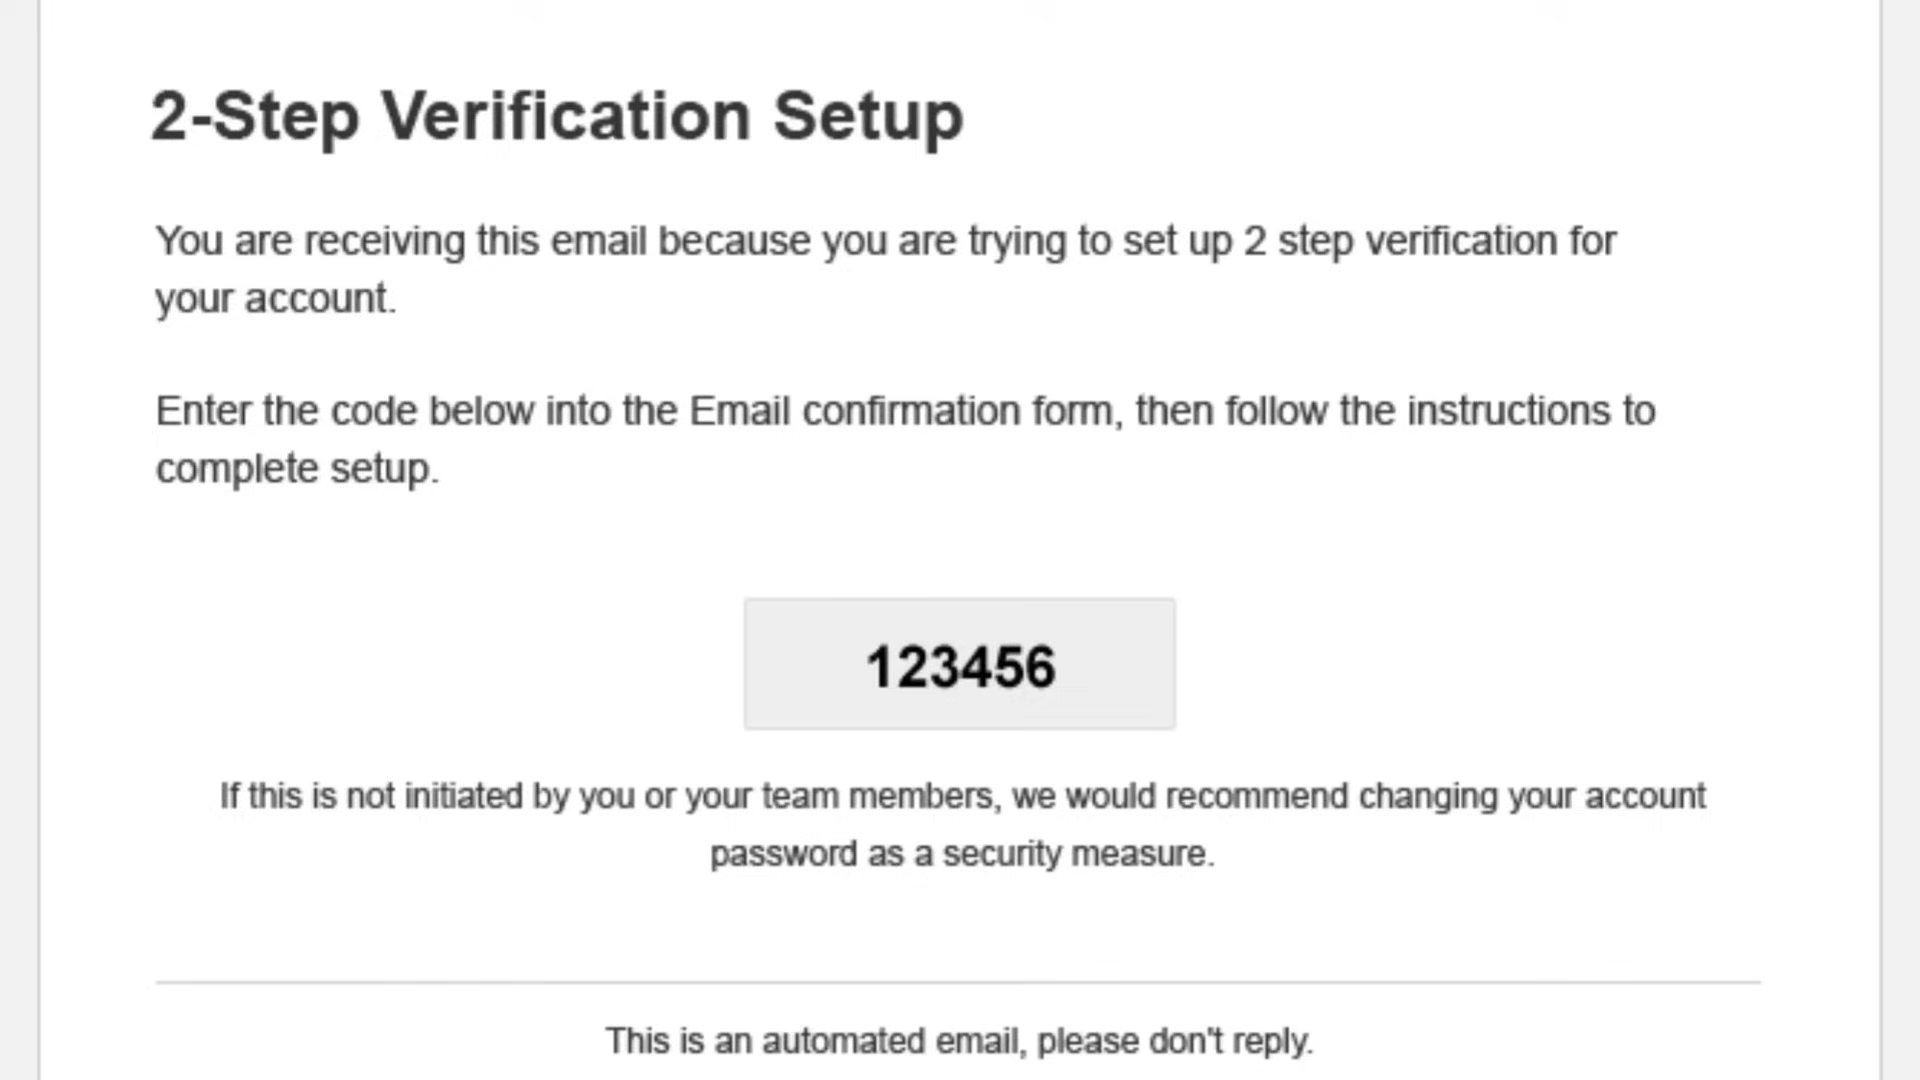 2-Step Verification Setup
You are receiving this email because you are trying to set up 2 step verification for
your account.
Enter the code below into the Email confirmation form, then follow the instructions to
complete setup.
123456
If this is not initiated by you or your team members, we would recommend changing your account
password as a security measure.
This is an automated email, please don't reply.